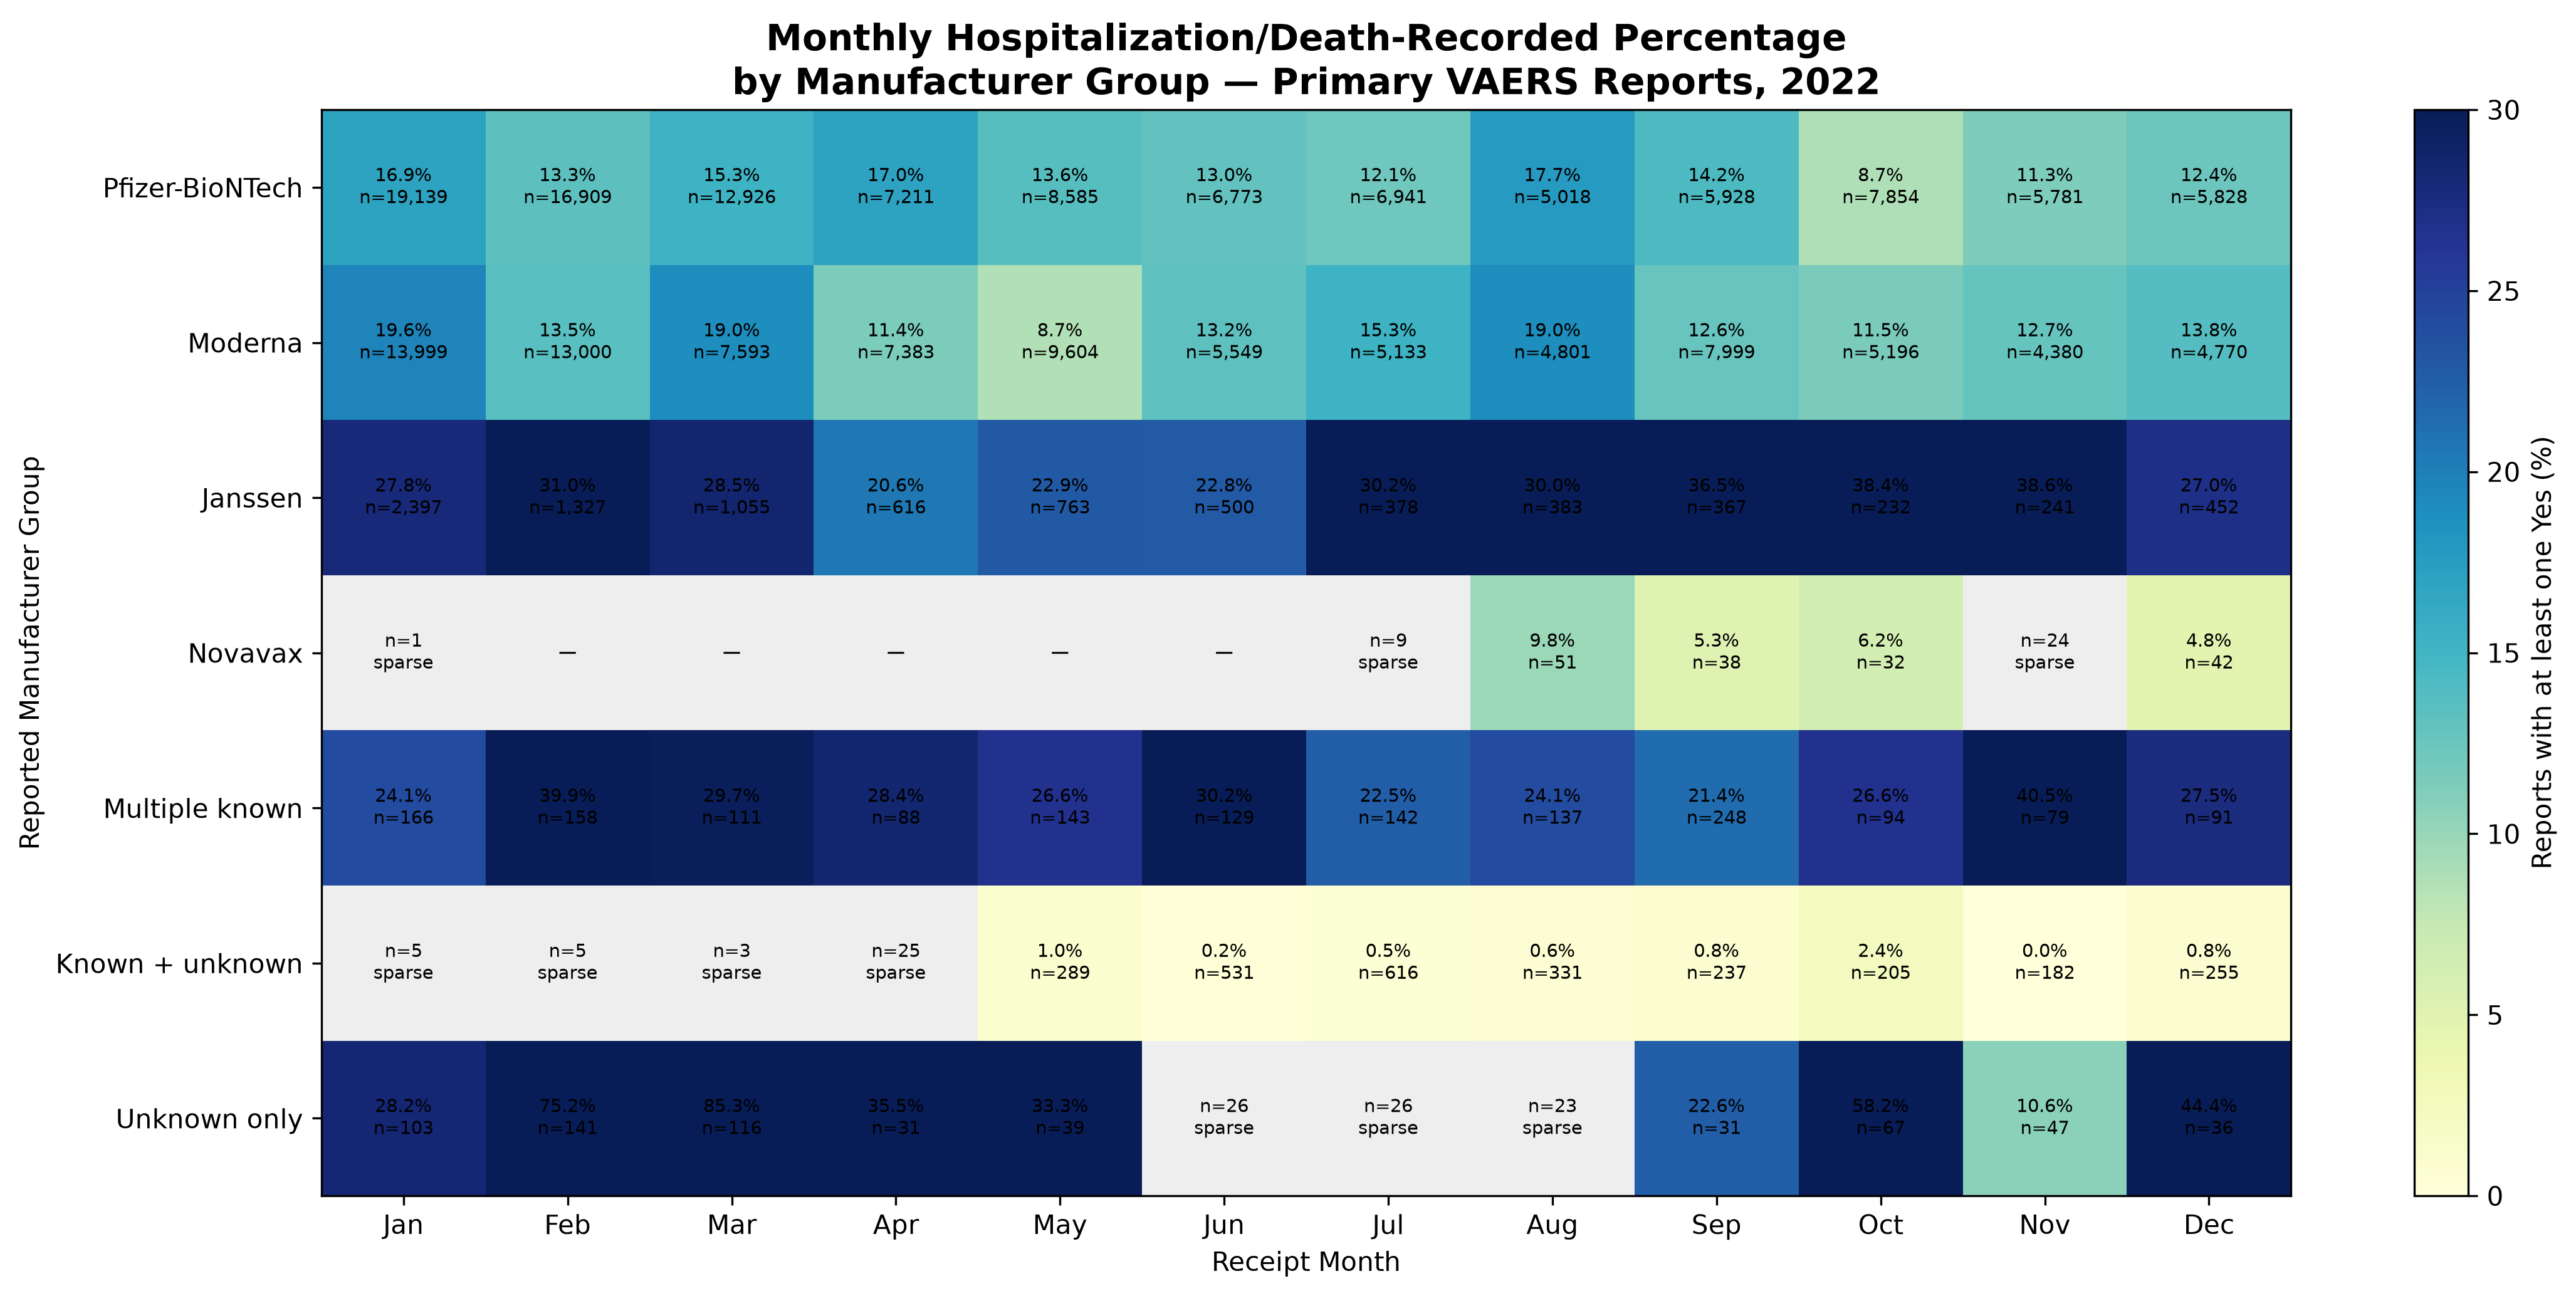 Monthly Hospitalization/Death-Recorded Percentage
by Manufacturer Group — Primary VAERS Reports, 2022
Reported Manufacturer Group
Pfizer-BioNTech
16.9% 13.3% 15.3% 17.0% 13.6% 13.0% 12.1% 17.7% 14.2% 8.7% 11.3% 12.4%
n=19,139 n=16,909 n=12,926 n=7,211 n=8,585 n=6,773 n=6,941 n=5,018 n=5,928 n=7,854 n=5,781 n=5,828
Moderna
19.6% 13.5% 19.0% 11.4% 8.7% 13.2% 15.3% 19.0% 12.6% 11.5% 12.7% 13.8%
n=13,999 n=13,000 n=7,593 n=7,383 n=9,604 n=5,549 n=5,133 n=4,801 n=7,999 n=5,196 n=4,380 n=4,770
Janssen
27.8% 31.0% 28.5% 20.6% 22.9% 22.8% 30.2% 30.0% 36.5% 38.4% 38.6% 27.0%
n=2,397 n=1,327 n=1,055 n=616 n=763 n=500 n=378 n=383 n=367 n=232 n=241 n=452
Novavax
n=1 — — — — — n=9 9.8% 5.3% 6.2% n=24 4.8%
sparse sparse n=51 n=38 n=32 sparse n=42
Multiple known
24.1% 39.9% 29.7% 28.4% 26.6% 30.2% 22.5% 24.1% 21.4% 26.6% 40.5% 27.5%
n=166 n=158 n=111 n=88 n=143 n=129 n=142 n=137 n=248 n=94 n=79 n=91
Known + unknown
n=5 n=5 n=3 n=25 1.0% 0.2% 0.5% 0.6% 0.8% 2.4% 0.0% 0.8%
sparse sparse sparse sparse n=289 n=531 n=616 n=331 n=237 n=205 n=182 n=255
Unknown only
28.2% 75.2% 85.3% 35.5% 33.3% n=26 n=26 n=23 22.6% 58.2% 10.6% 44.4%
n=103 n=141 n=116 n=31 n=39 sparse sparse sparse n=31 n=67 n=47 n=36
Jan Feb Mar Apr May Jun Jul Aug Sep Oct Nov Dec
Receipt Month
30
25
20
15
10
5
0
Reports with at least one Yes (%)